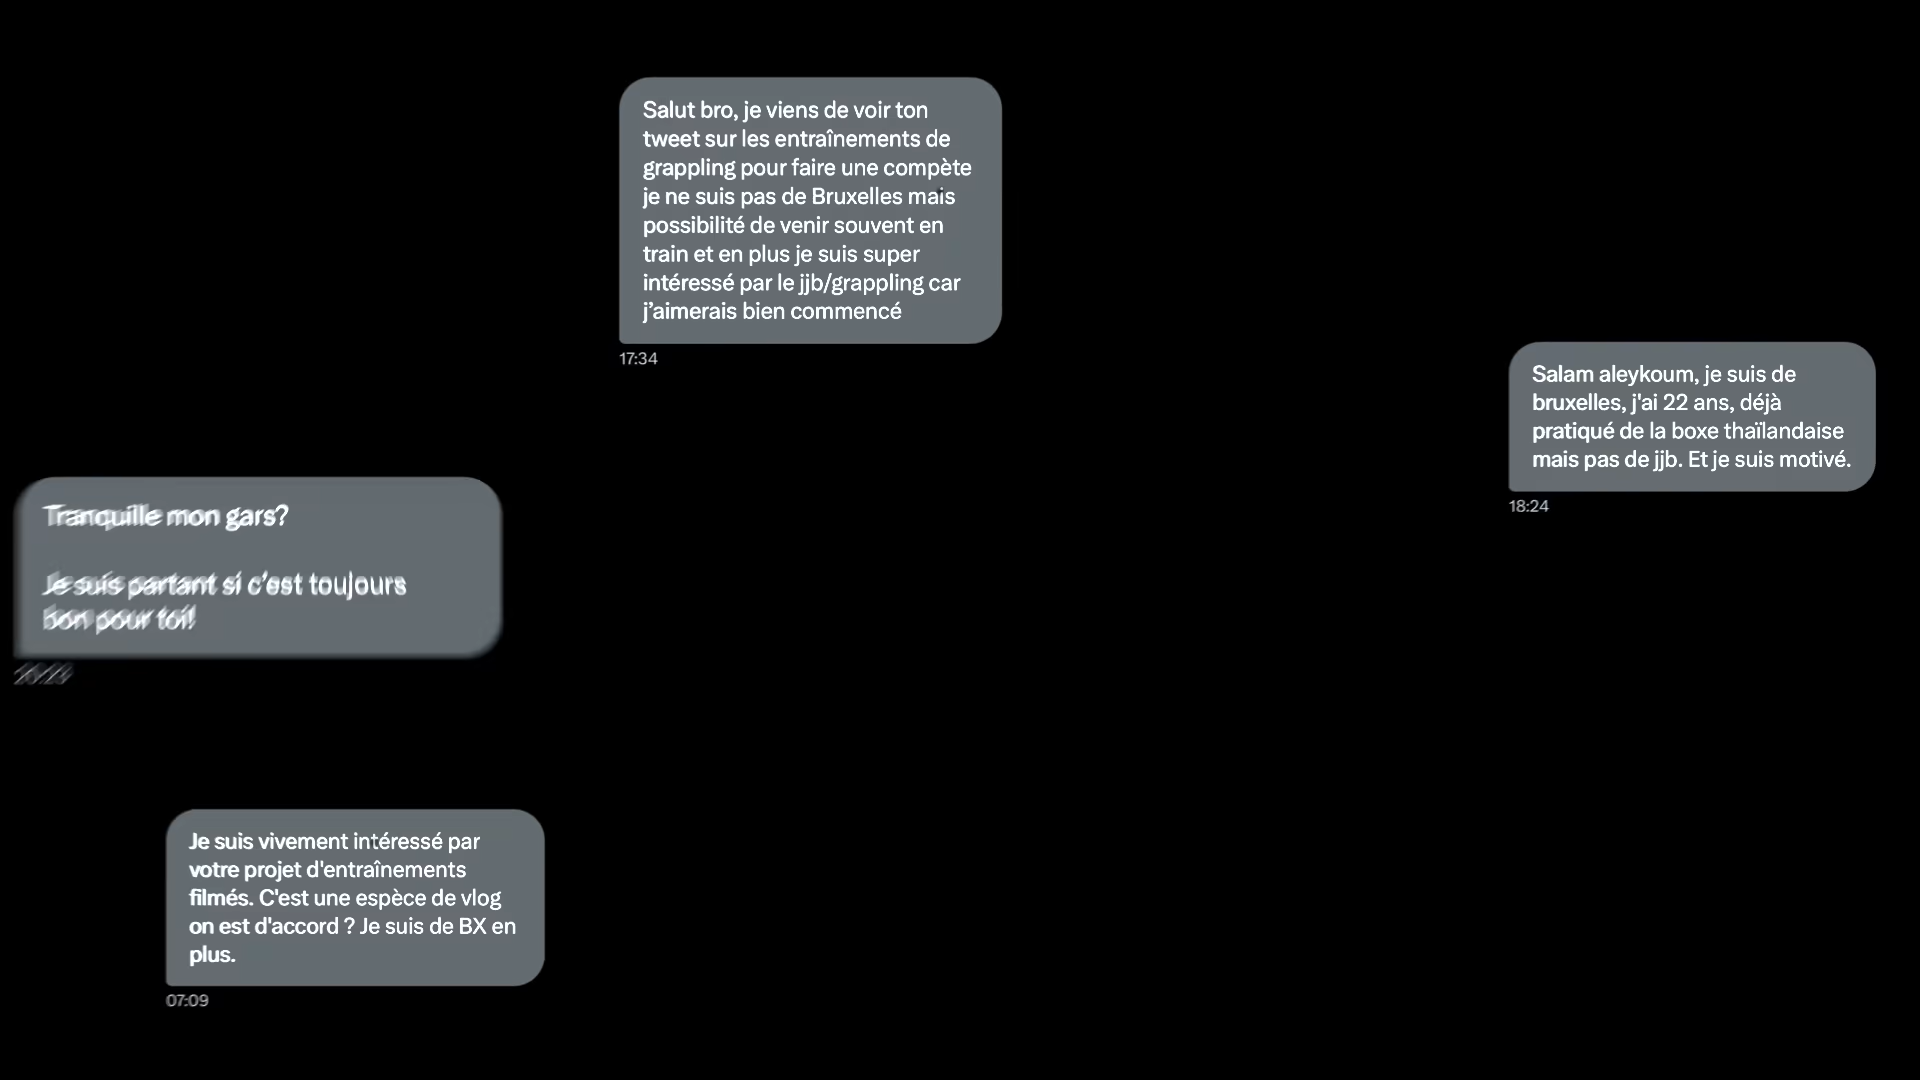 Salut bro, je viens de voir ton
tweet sur les entraînements de
grappling pour faire une compète
je ne suis pas de Bruxelles mais
possibilité de venir souvent en
train et en plus je suis super
intéressé par le jjb/grappling car
j’aimerais bien commencé
17:34
Salam aleykoum, je suis de
bruxelles, j'ai 22 ans, déjà
pratiqué de la boxe thaïlandaise
mais pas de jjb. Et je suis motivé.
18:24
Tranquille mon gars?
Je suis partant si c’est toujours
bon pour toi!
Je suis vivement intéressé par
votre projet d'entraînements
filmés. C'est une espèce de vlog
on est d'accord ? Je suis de BX en
plus.
07:09